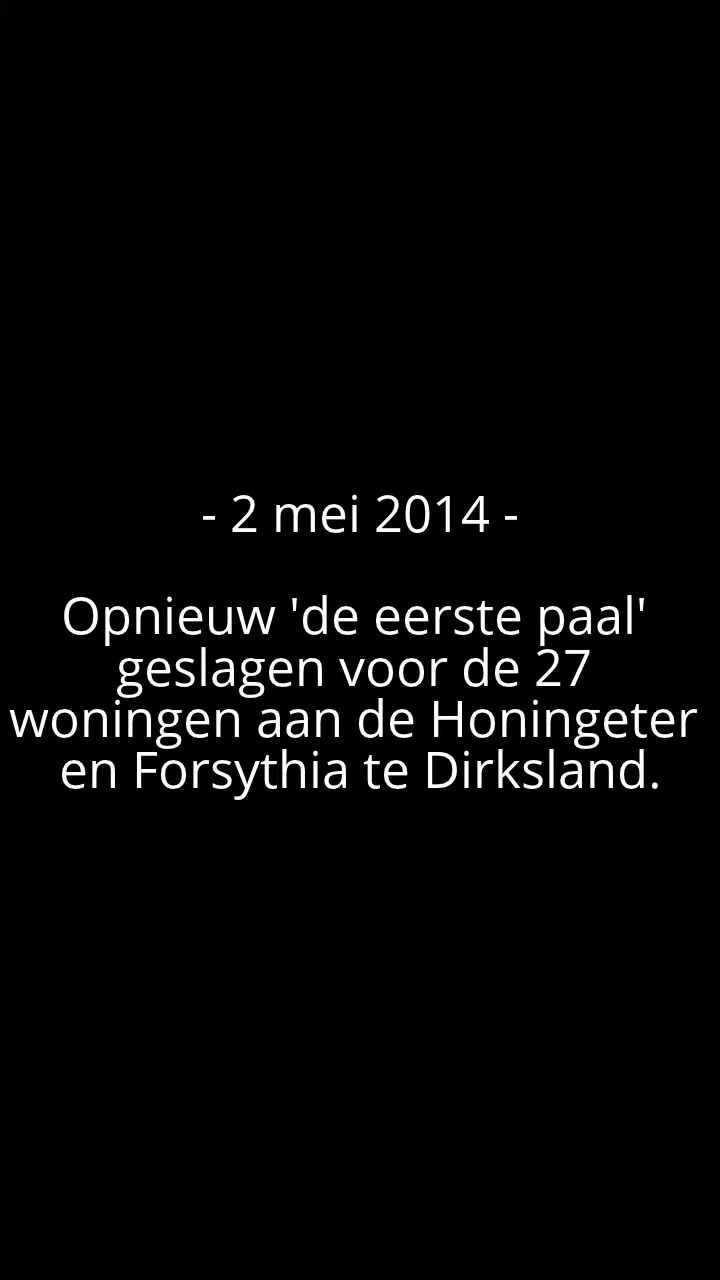 - 2 mei 2014 -
Opnieuw 'de eerste paal'
geslagen voor de 27
woningen aan de Honingeter
en Forsythia te Dirksland.